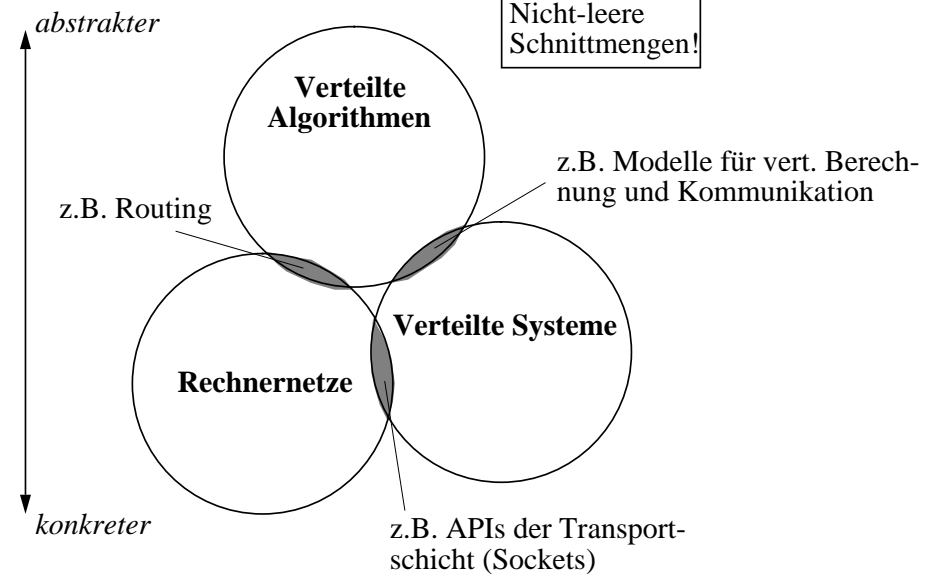 abstrakter
Nicht-leere
Schnittmengen!
Verteilte
Algorithmen
z.B. Modelle für vert. Berech-
nung und Kommunikation
z.B. Routing
Verteilte Systeme
Rechnernetze
konkreter
z.B. APIs der Transport-
schicht (Sockets)